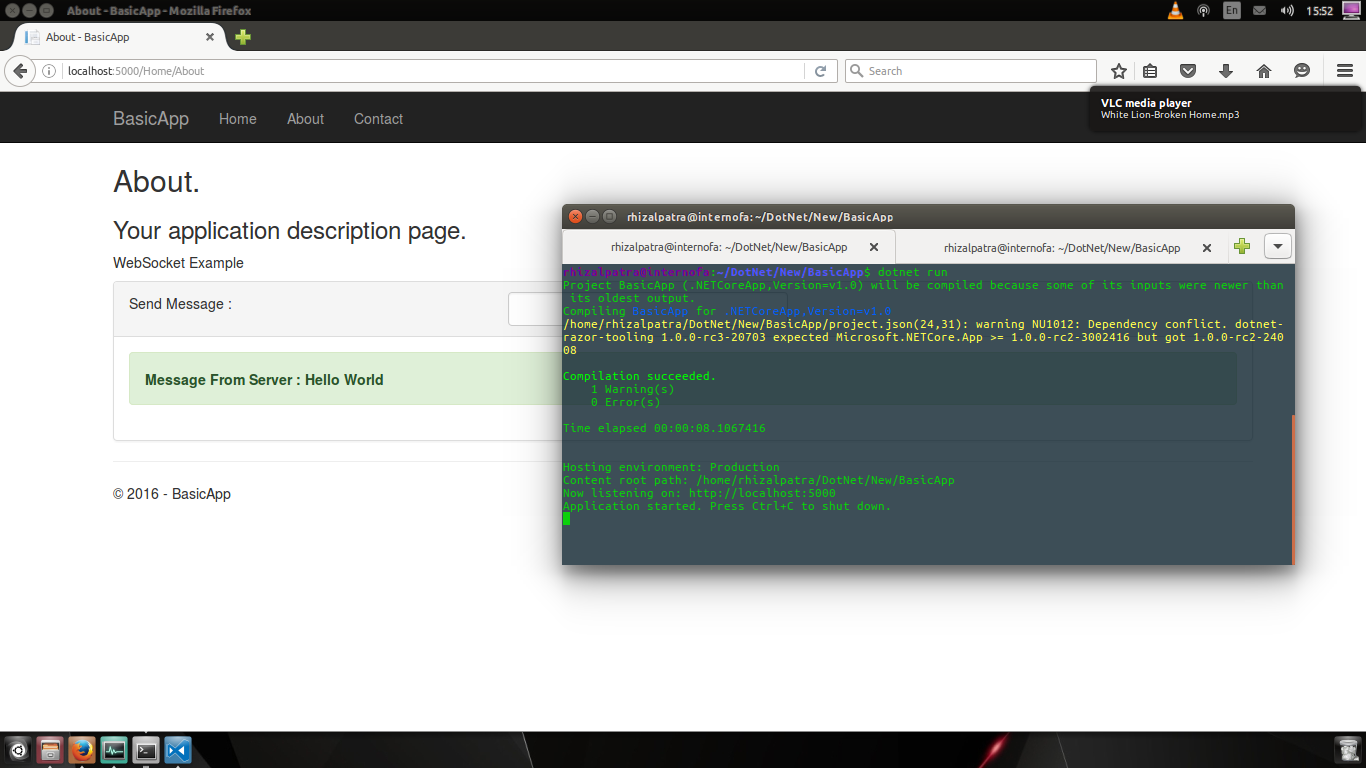 About - BasicApp - Mozilla Firefox
En
15:52
About - BasicApp
localhost:5000/Home/About
Search
VLC media player
White Lion-Broken Home.mp3
BasicApp
Home
About
Contact
About.
Your application description page.
WebSocket Example
Send Message :
Message From Server : Hello World
© 2016 - BasicApp
rhizalpatra@internofa: ~/DotNet/New/BasicApp
rhizalpatra@internofa: ~/DotNet/New/BasicApp
rhizalpatra@internofa: ~/DotNet/New/BasicApp
rhizalpatra@internofa:~/DotNet/New/BasicApp$ dotnet run
Project BasicApp (.NETCoreApp,Version=v1.0) will be compiled because some of its inputs were newer than
its oldest output.
Compiling BasicApp for .NETCoreApp,Version=v1.0
/home/rhizalpatra/DotNet/New/BasicApp/project.json(24,31): warning NU1012: Dependency conflict. dotnet-
razor-tooling 1.0.0-rc3-20703 expected Microsoft.NETCore.App >= 1.0.0-rc2-3002416 but got 1.0.0-rc2-240
08
Compilation succeeded.
1 Warning(s)
0 Error(s)
Time elapsed 00:00:08.1067416
Hosting environment: Production
Content root path: /home/rhizalpatra/DotNet/New/BasicApp
Now listening on: http://localhost:5000
Application started. Press Ctrl+C to shut down.